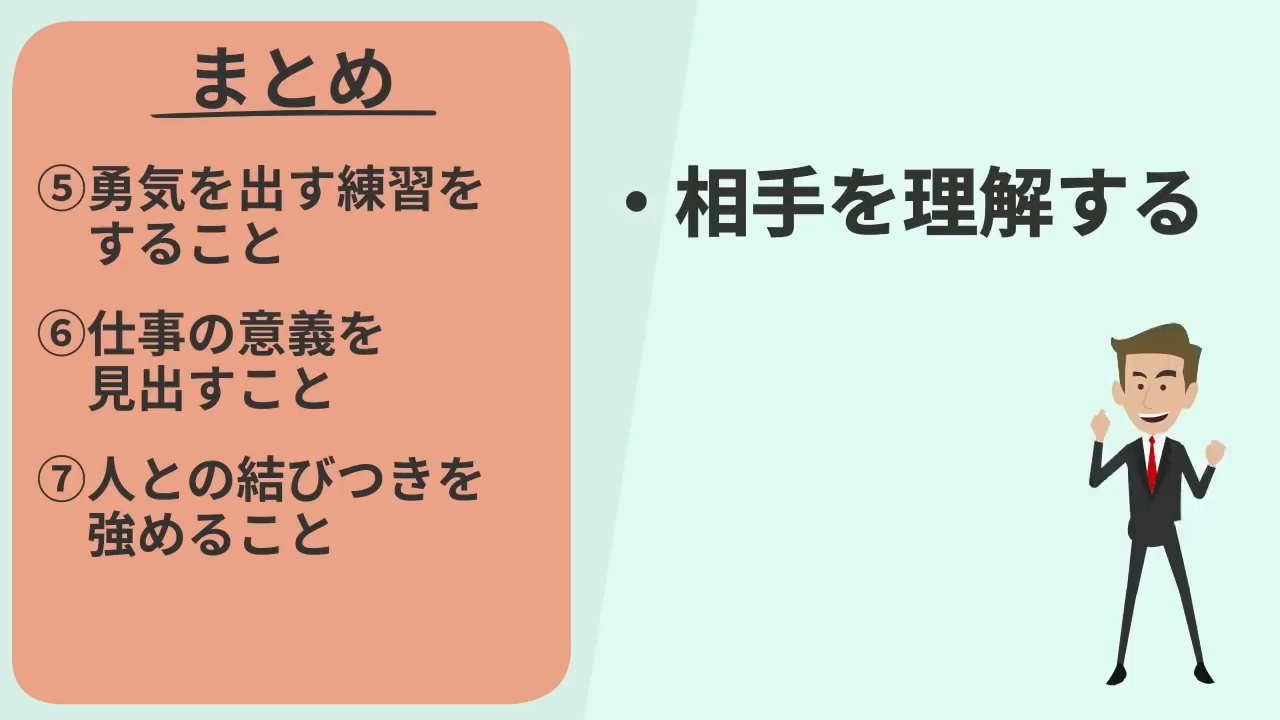 まとめ
⑤勇気を出す練習を
すること
⑥仕事の意義を
見出すこと
⑦人との結びつきを
強めること
・相手を理解する